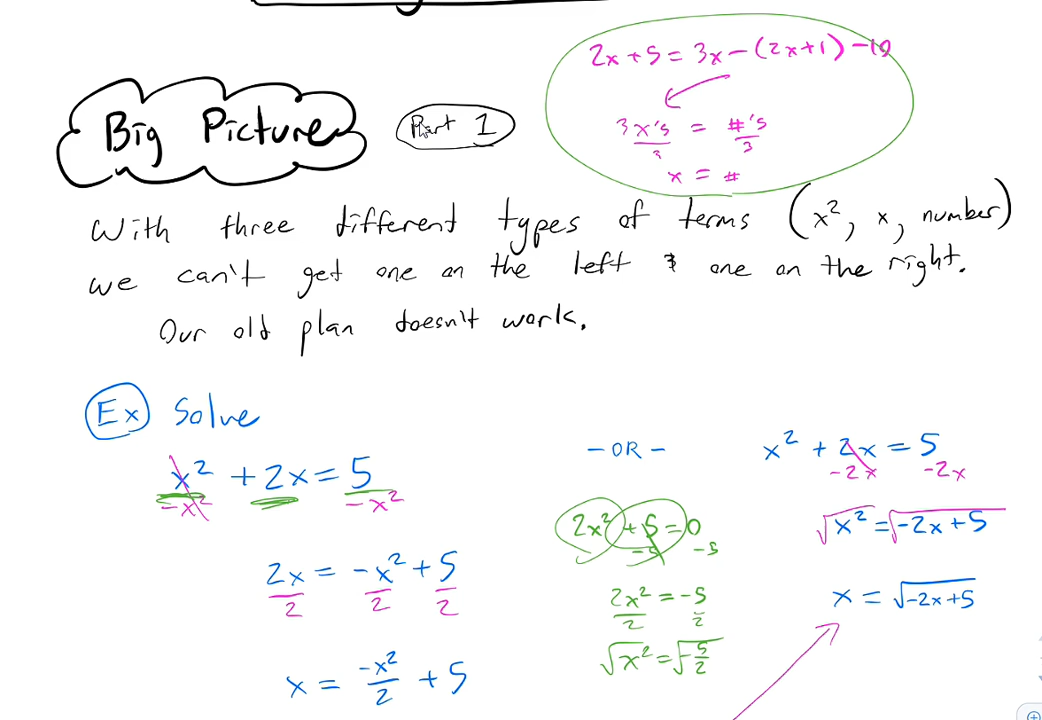 2x + 5 = 3x - (2x+1) - 10
3x's/3 = #'s/3
x = #
Big Picture
Part 1
With three different types of terms (x², x, number)
we can't get one on the left & one on the right.
Our old plan doesn't work.
Ex Solve
x² + 2x = 5
-x² -x²
2x/2 = -x²/2 + 5/2
x = -x²/2 + 5
- OR -
2x² + 5 = 0
-5 -5
2x²/2 = -5/2
√x² = √-5/2
x² + 2x = 5
-2x -2x
√x² = √-2x + 5
x = √-2x + 5